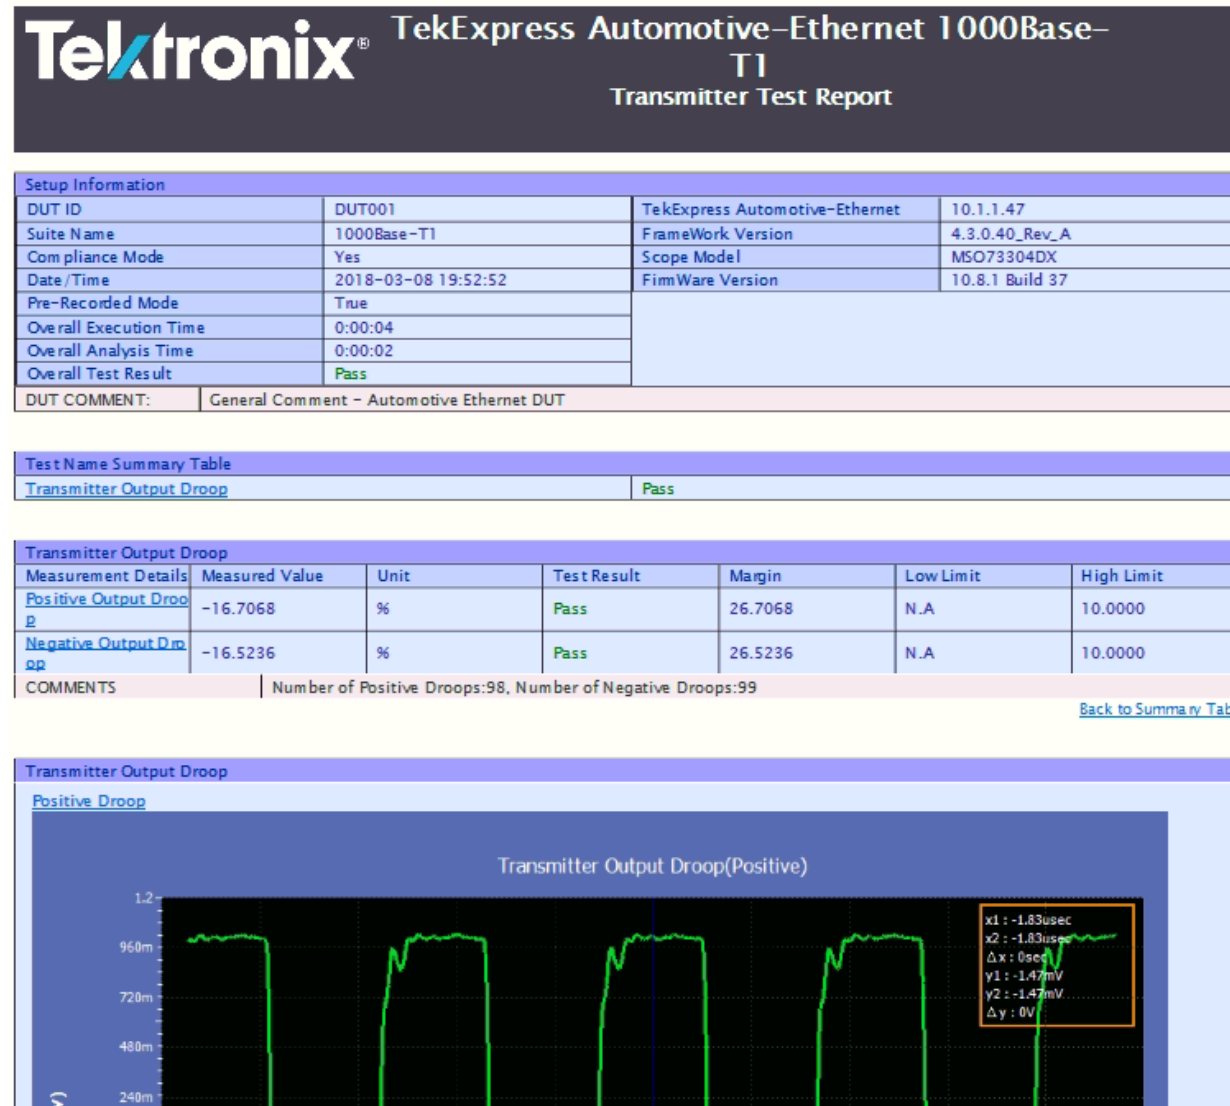 Tektronix®
TekExpress Automotive-Ethernet 1000Base-
T1
Transmitter Test Report
Setup Information
DUT ID DUT001 TekExpress Automotive-Ethernet 10.1.1.47
Suite Name 1000Base-T1 FrameWork Version 4.3.0.40_Rev_A
Compliance Mode Yes Scope Model MSO73304DX
Date/Time 2018-03-08 19:52:52 FirmWare Version 10.8.1 Build 37
Pre-Recorded Mode True
Overall Execution Time 0:00:04
Overall Analysis Time 0:00:02
Overall Test Result Pass
DUT COMMENT: General Comment - Automotive Ethernet DUT
Test Name Summary Table
Transmitter Output Droop Pass
Transmitter Output Droop
Measurement Details Measured Value Unit Test Result Margin Low Limit High Limit
Positive Output Droo
p -16.7068 % Pass 26.7068 N.A 10.0000
Negative Output Dro
op -16.5236 % Pass 26.5236 N.A 10.0000
COMMENTS Number of Positive Droops:98, Number of Negative Droops:99
Back to Summary Tab
Transmitter Output Droop
Positive Droop
Transmitter Output Droop(Positive)
1.2
x1 : -1.83usec
960m
x2 : -1.83usec
Δx : 0sec
y1 : -1.47mV
720m
y2 : -1.47mV
Δy : 0V
480m
240m